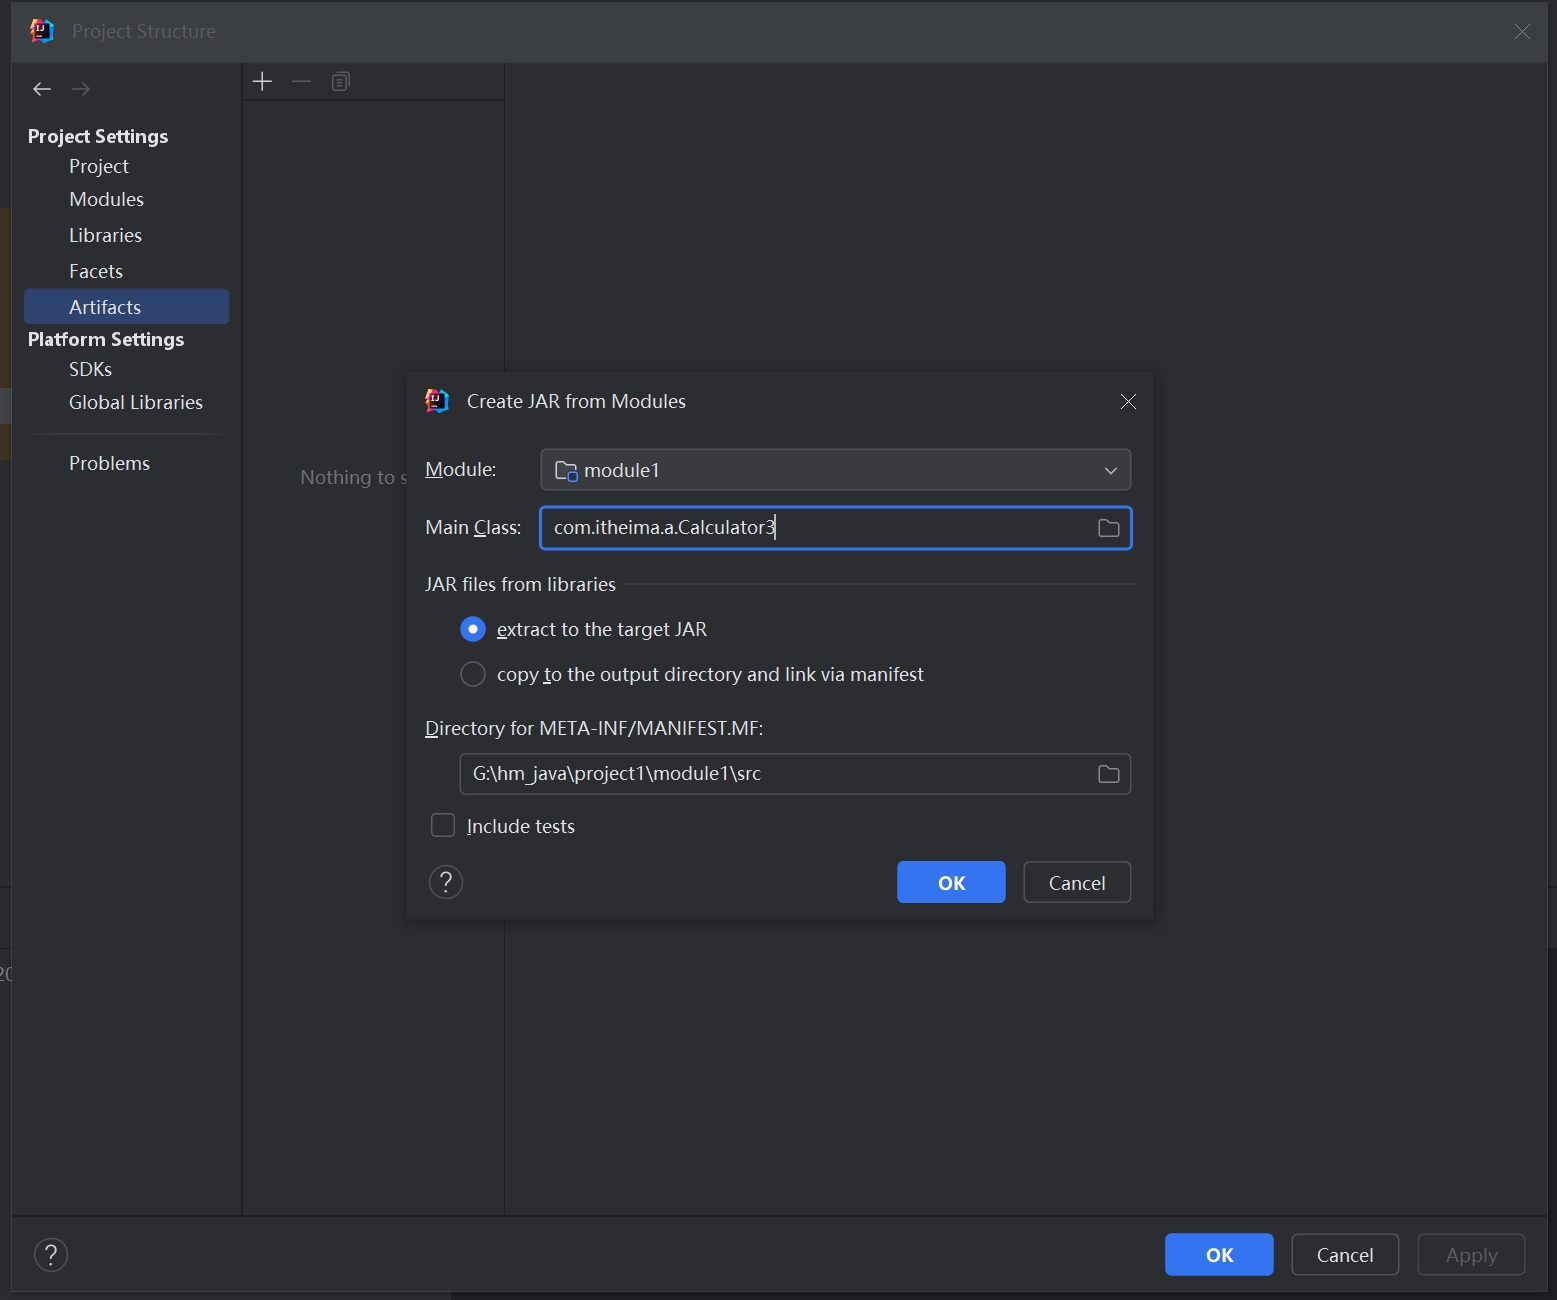 Project Structure
Project Settings
Project
Modules
Libraries
Facets
Artifacts
Platform Settings
SDKs
Global Libraries
Problems
Nothing to s
Create JAR from Modules
Module: module1
Main Class: com.itheima.a.Calculator3
JAR files from libraries
extract to the target JAR
copy to the output directory and link via manifest
Directory for META-INF/MANIFEST.MF:
G:\hm_java\project1\module1\src
Include tests
? OK Cancel
20
? OK Cancel Apply